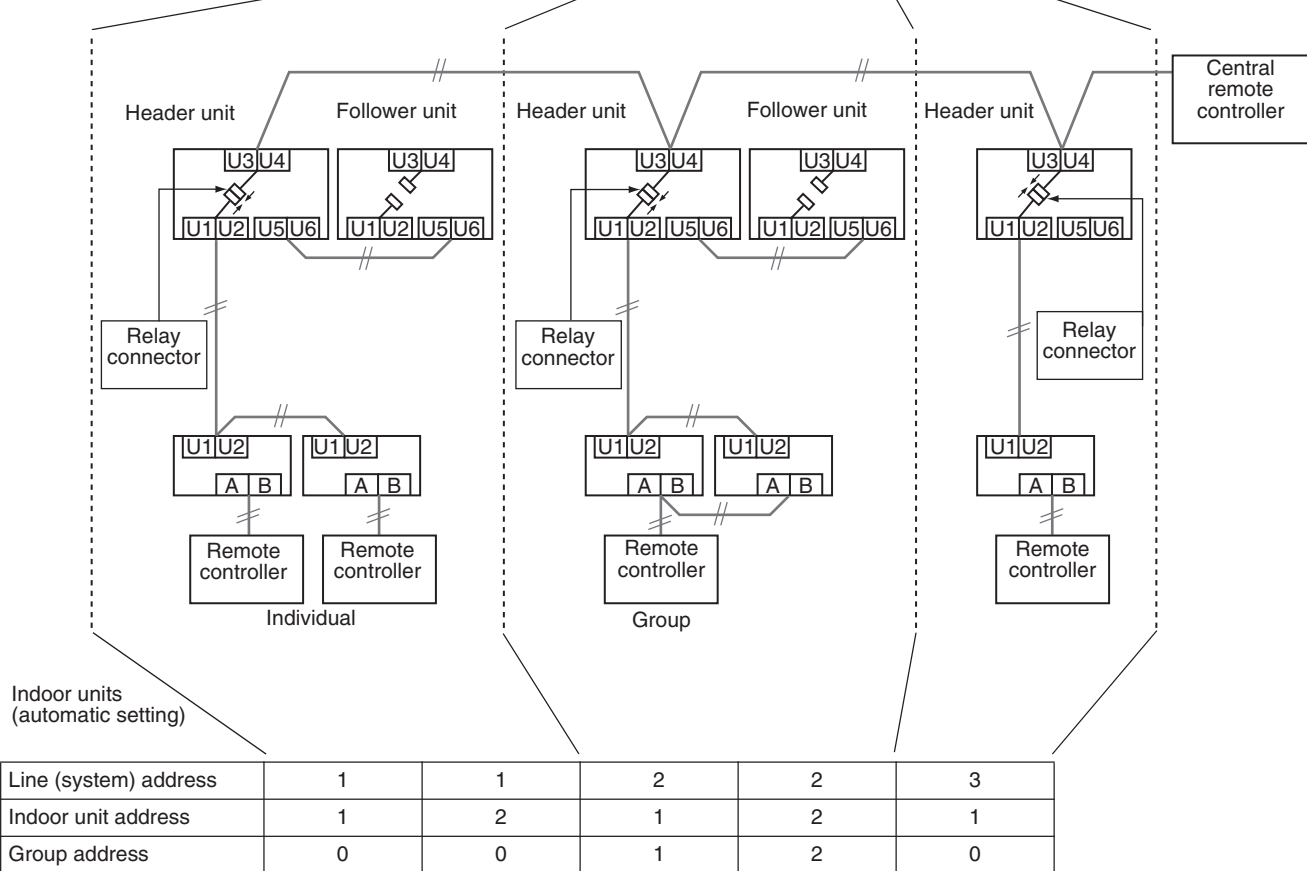 Central
remote
controller
Header unit
Follower unit
Header unit
Follower unit
Header unit
U3 U4
U3 U4
U3 U4
U3 U4
U3 U4
U1 U2 U5 U6
U1 U2 U5 U6
U1 U2 U5 U6
U1 U2 U5 U6
U1 U2 U5 U6
Relay
connector
Relay
connector
Relay
connector
U1 U2
U1 U2
U1 U2
U1 U2
U1 U2
A B
A B
A B
A B
A B
Remote
controller
Remote
controller
Remote
controller
Remote
controller
Individual
Group
Indoor units
(automatic setting)
Line (system) address 1 1 2 2 3
Indoor unit address 1 2 1 2 1
Group address 0 0 1 2 0